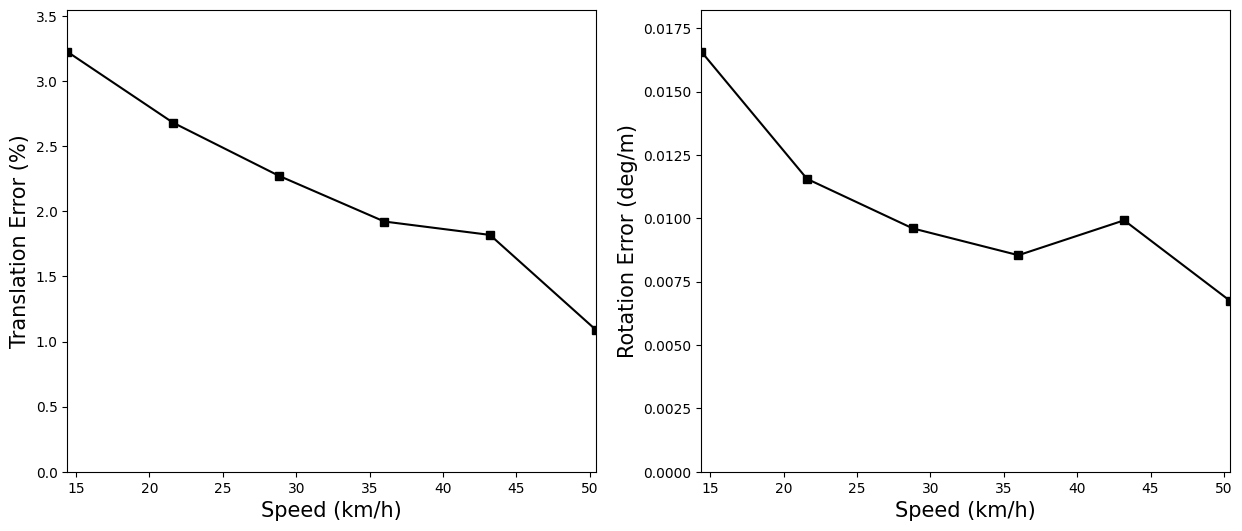 3.5
3.0
2.5
2.0
1.5
1.0
0.5
0.0
Translation Error (%)
15 20 25 30 35 40 45 50
Speed (km/h)
0.0175
0.0150
0.0125
0.0100
0.0075
0.0050
0.0025
0.0000
Rotation Error (deg/m)
15 20 25 30 35 40 45 50
Speed (km/h)